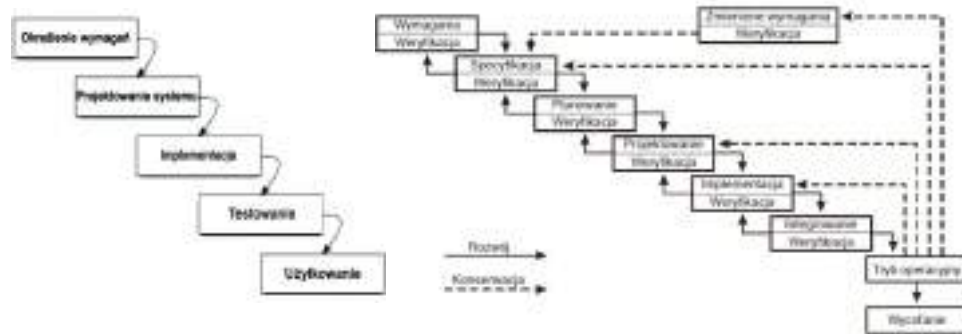 Określenie wymagań
Projektowanie systemu
Implementacja
Testowanie
Użytkowanie
Wymagania
Weryfikacja
Zmienione wymagania
Weryfikacja
Specyfikacja
Weryfikacja
Planowanie
Weryfikacja
Projektowanie
Weryfikacja
Implementacja
Weryfikacja
Integrowanie
Weryfikacja
Rozwój
Konserwacja
Tryb operacyjny
Wycofanie